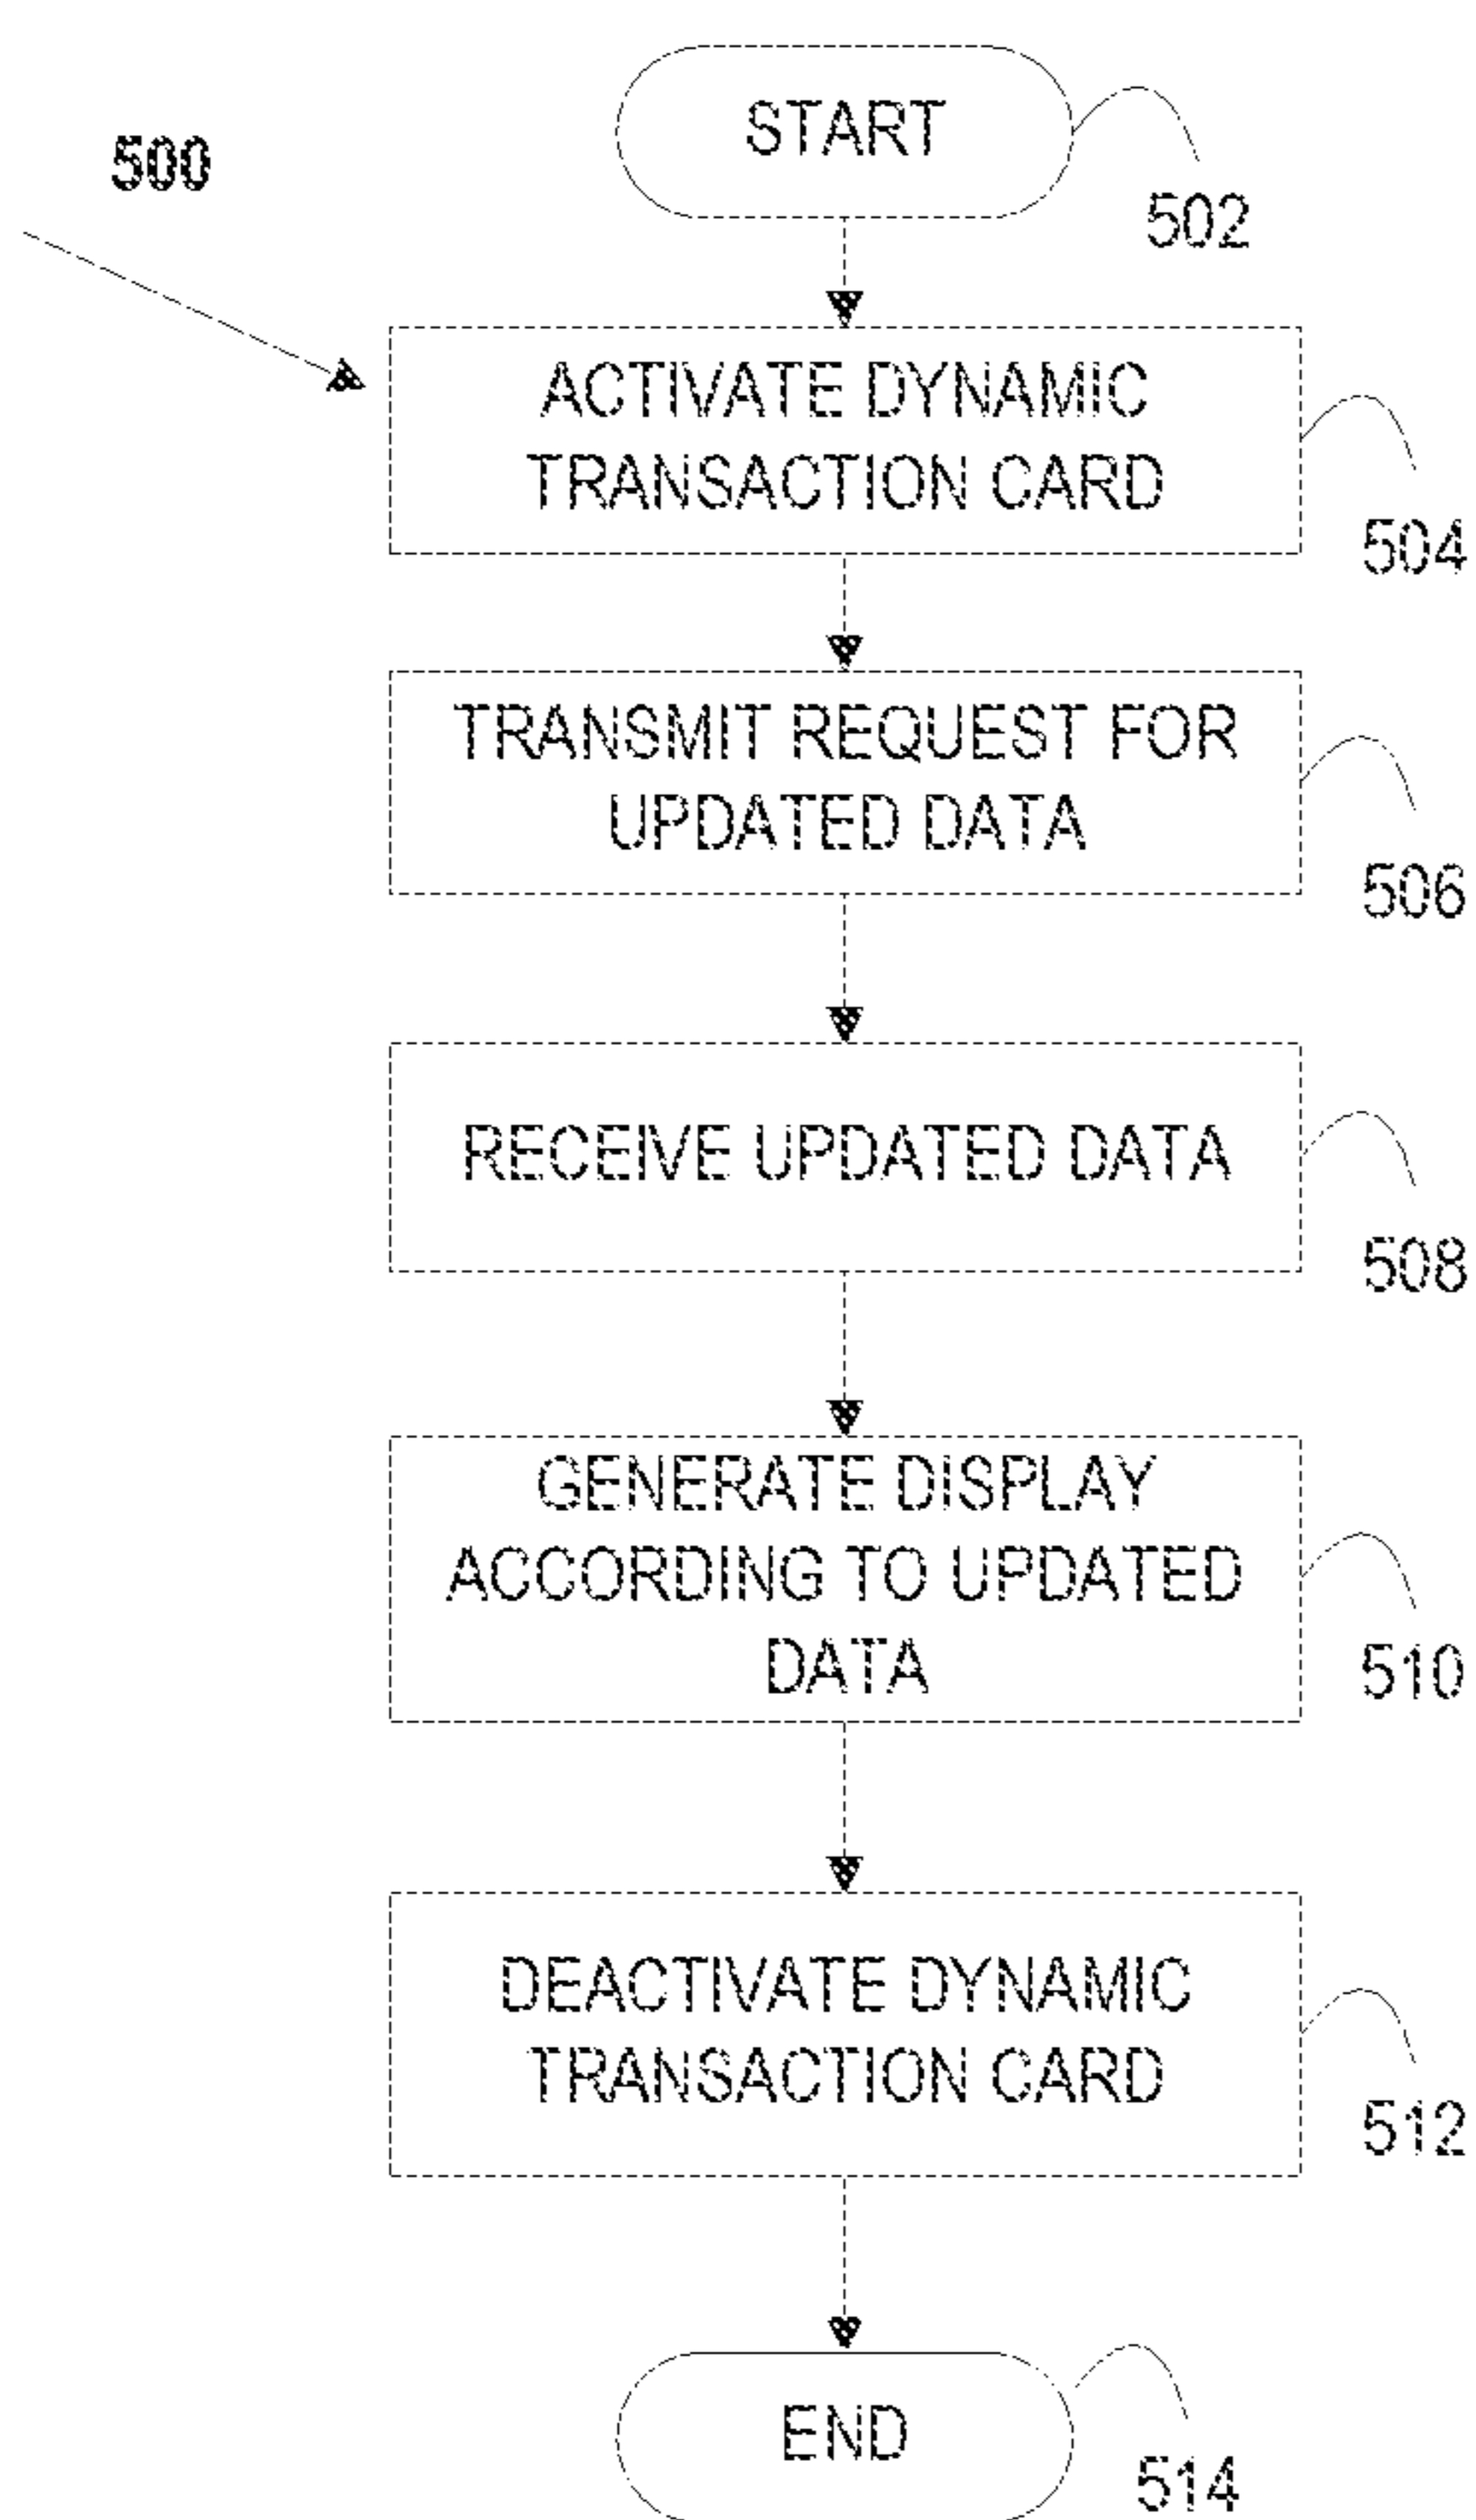 500
START
502
ACTIVATE DYNAMIC
TRANSACTION CARD
504
TRANSMIT REQUEST FOR
UPDATED DATA
506
RECEIVE UPDATED DATA
508
GENERATE DISPLAY
ACCORDING TO UPDATED
DATA
510
DEACTIVATE DYNAMIC
TRANSACTION CARD
512
END
514